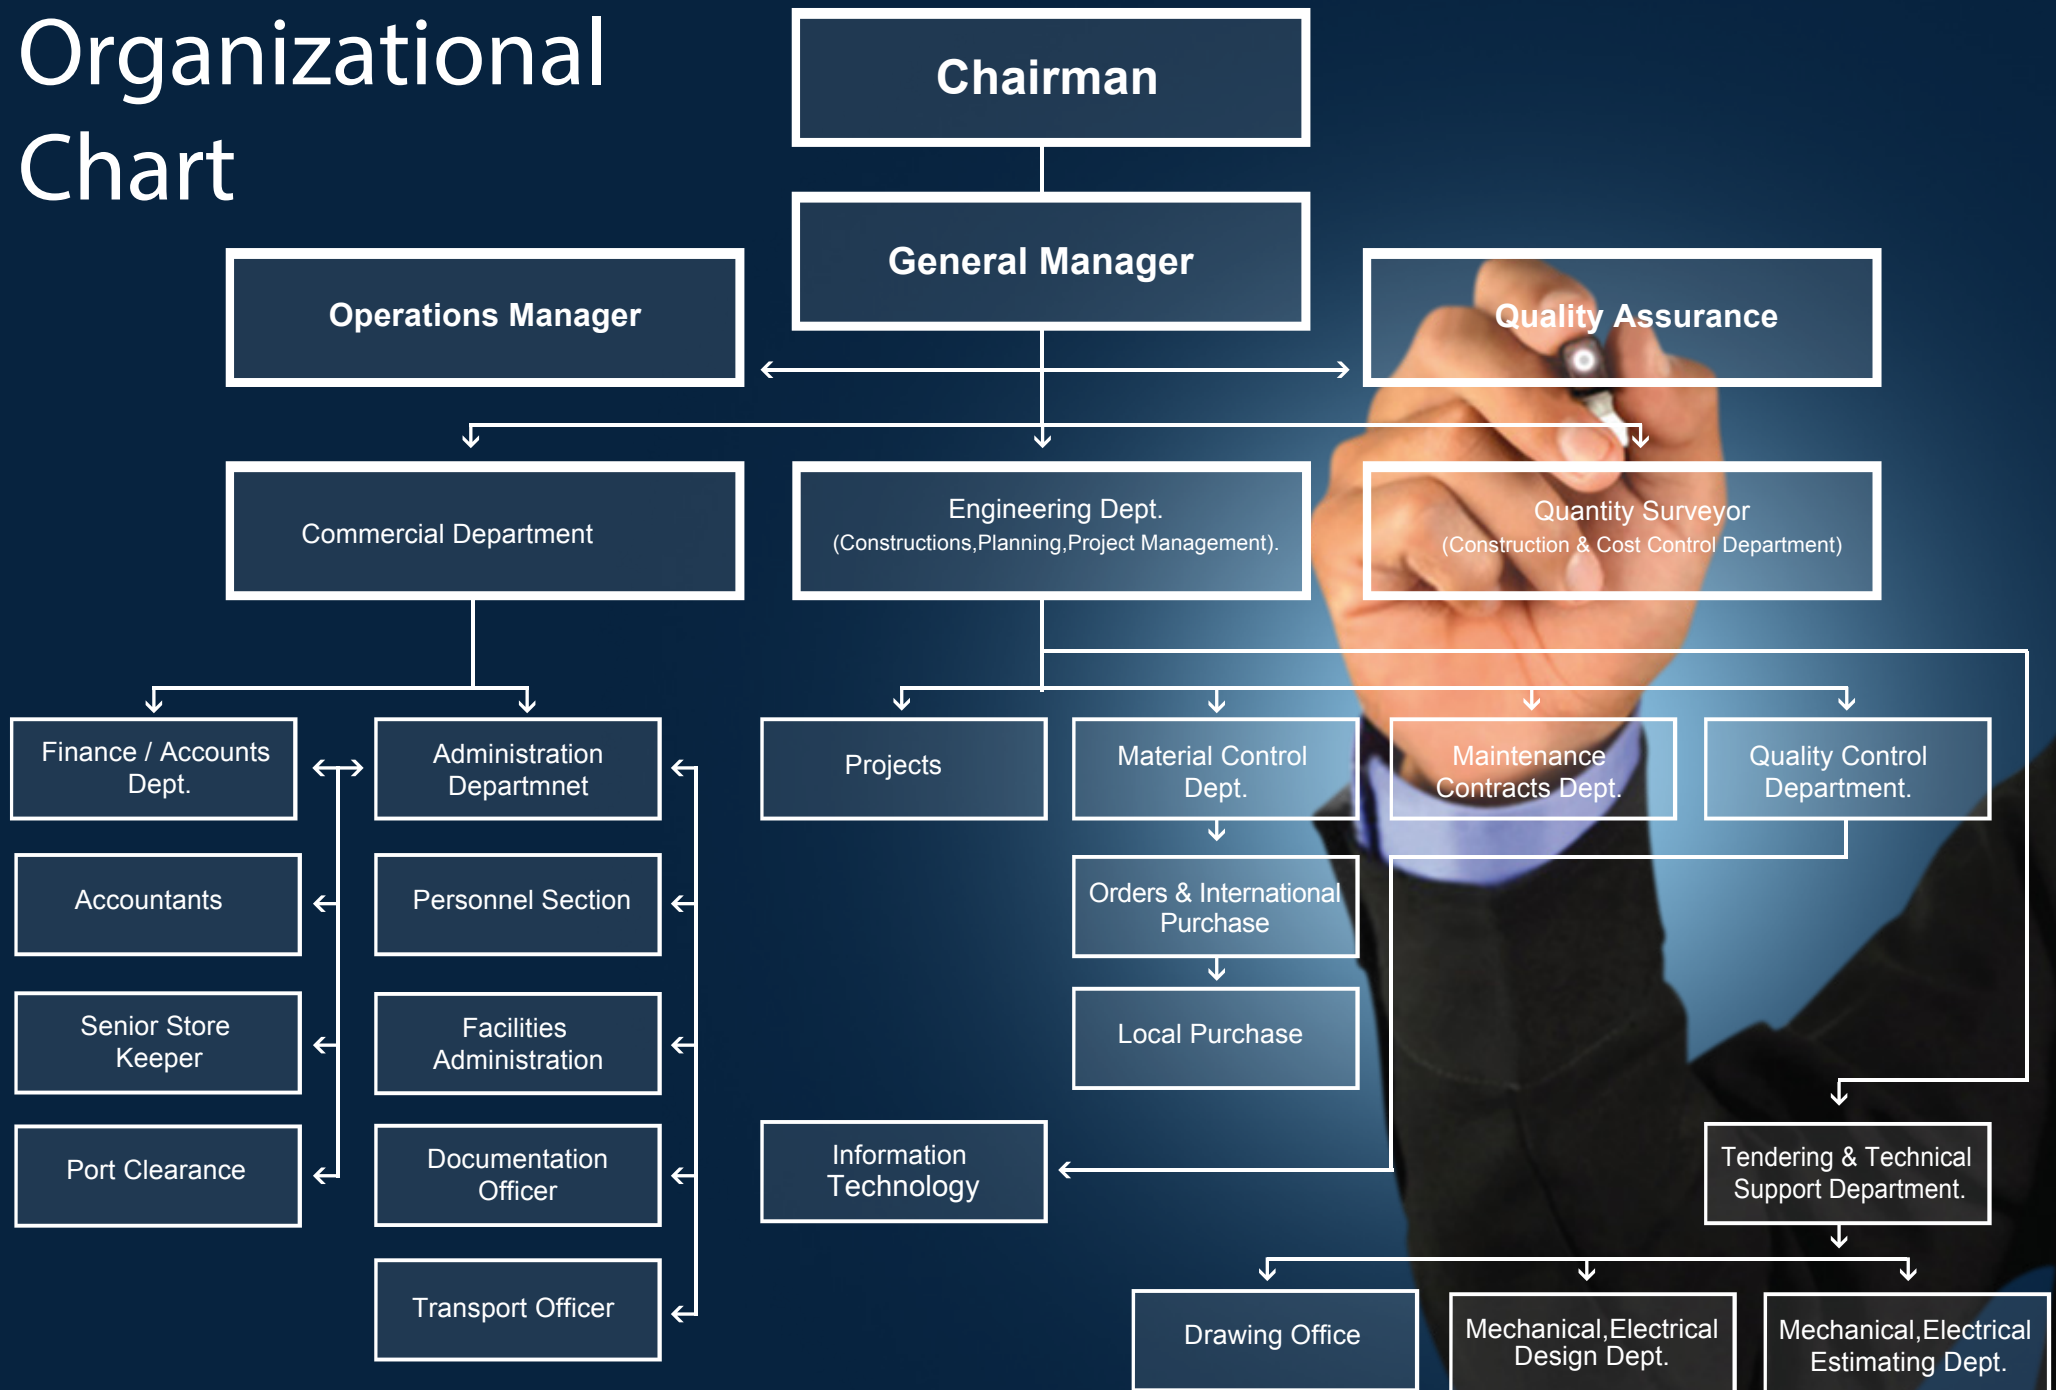 Organizational
Chart
Chairman
General Manager
Operations Manager
Quality Assurance
Commercial Department
Engineering Dept.
(Constructions,Planning,Project Management).
Quantity Surveyor
(Construction & Cost Control Department)
Finance / Accounts
Dept.
Administration
Departmnet
Projects
Material Control
Dept.
Maintenance
Contracts Dept.
Quality Control
Department.
Accountants
Personnel Section
Orders & International
Purchase
Senior Store
Keeper
Facilities
Administration
Local Purchase
Port Clearance
Documentation
Officer
Information
Technology
Tendering & Technical
Support Department.
Transport Officer
Drawing Office
Mechanical,Electrical
Design Dept.
Mechanical,Electrical
Estimating Dept.